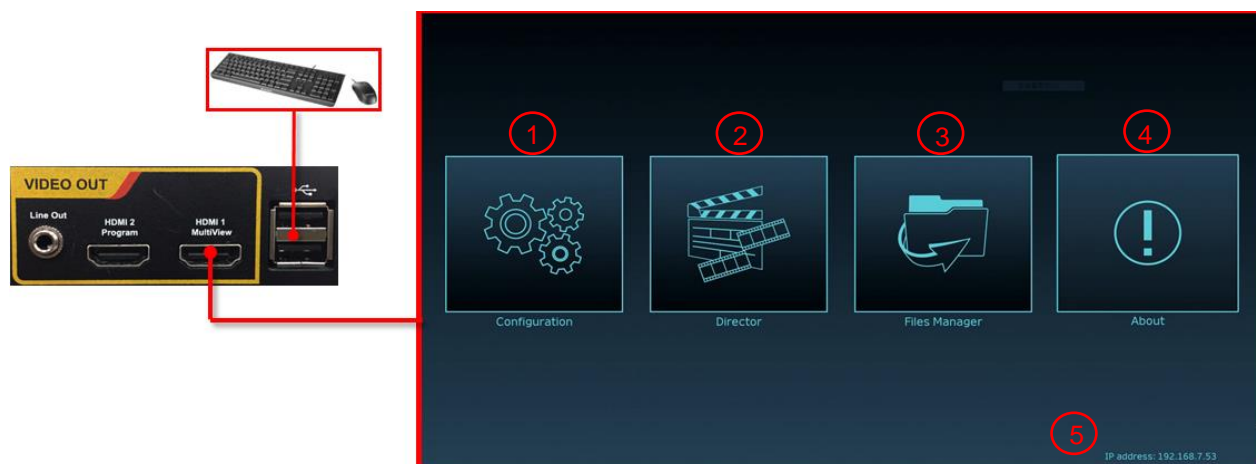 VIDEO OUT
Line Out
HDMI 2
Program
HDMI 1
MultiView
1
2
3
4
Configuration
Director
Files Manager
About
5
IP address: 192.168.7.53